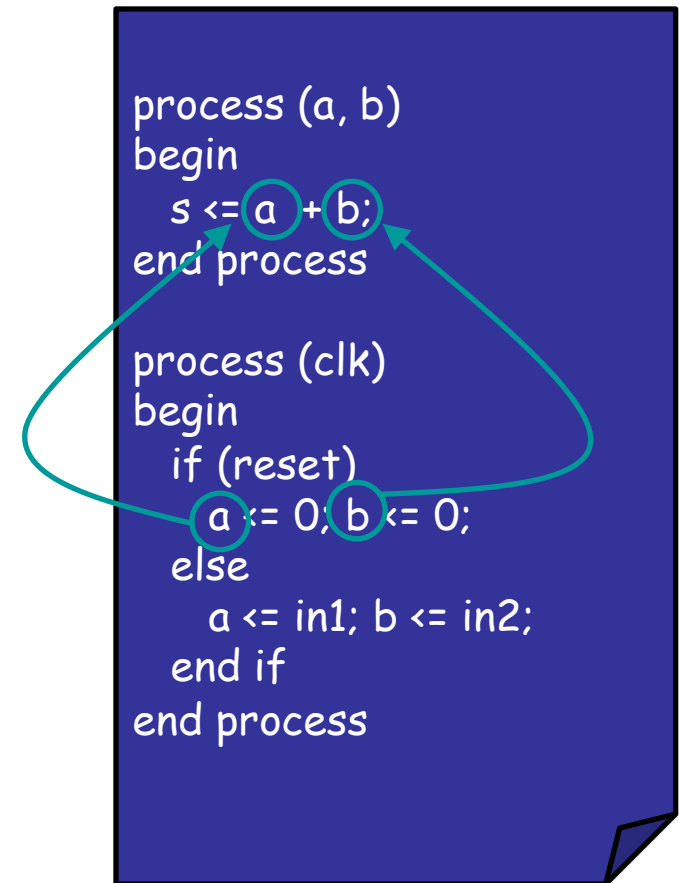 process (a, b)
begin
s <= a + b;
end process
process (clk)
begin
if (reset)
a <= 0; b <= 0;
else
a <= in1; b <= in2;
end if
end process